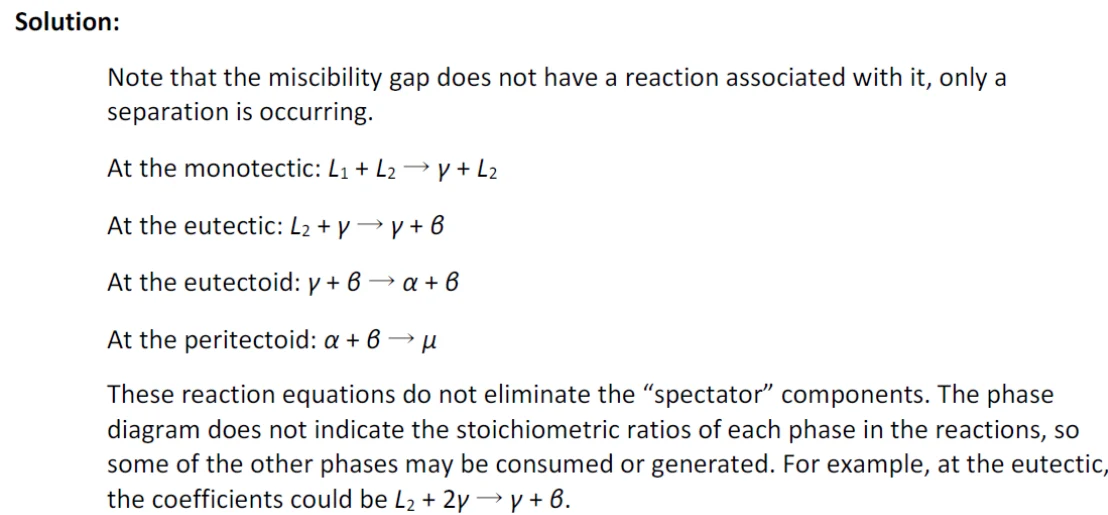 Solution:
Note that the miscibility gap does not have a reaction associated with it, only a
separation is occurring.
At the monotectic: L₁ + L₂ → γ + L₂
At the eutectic: L₂ + γ → γ + β
At the eutectoid: γ + β → α + β
At the peritectoid: α + β → μ
These reaction equations do not eliminate the “spectator” components. The phase
diagram does not indicate the stoichiometric ratios of each phase in the reactions, so
some of the other phases may be consumed or generated. For example, at the eutectic,
the coefficients could be L₂ + 2γ → γ + β.